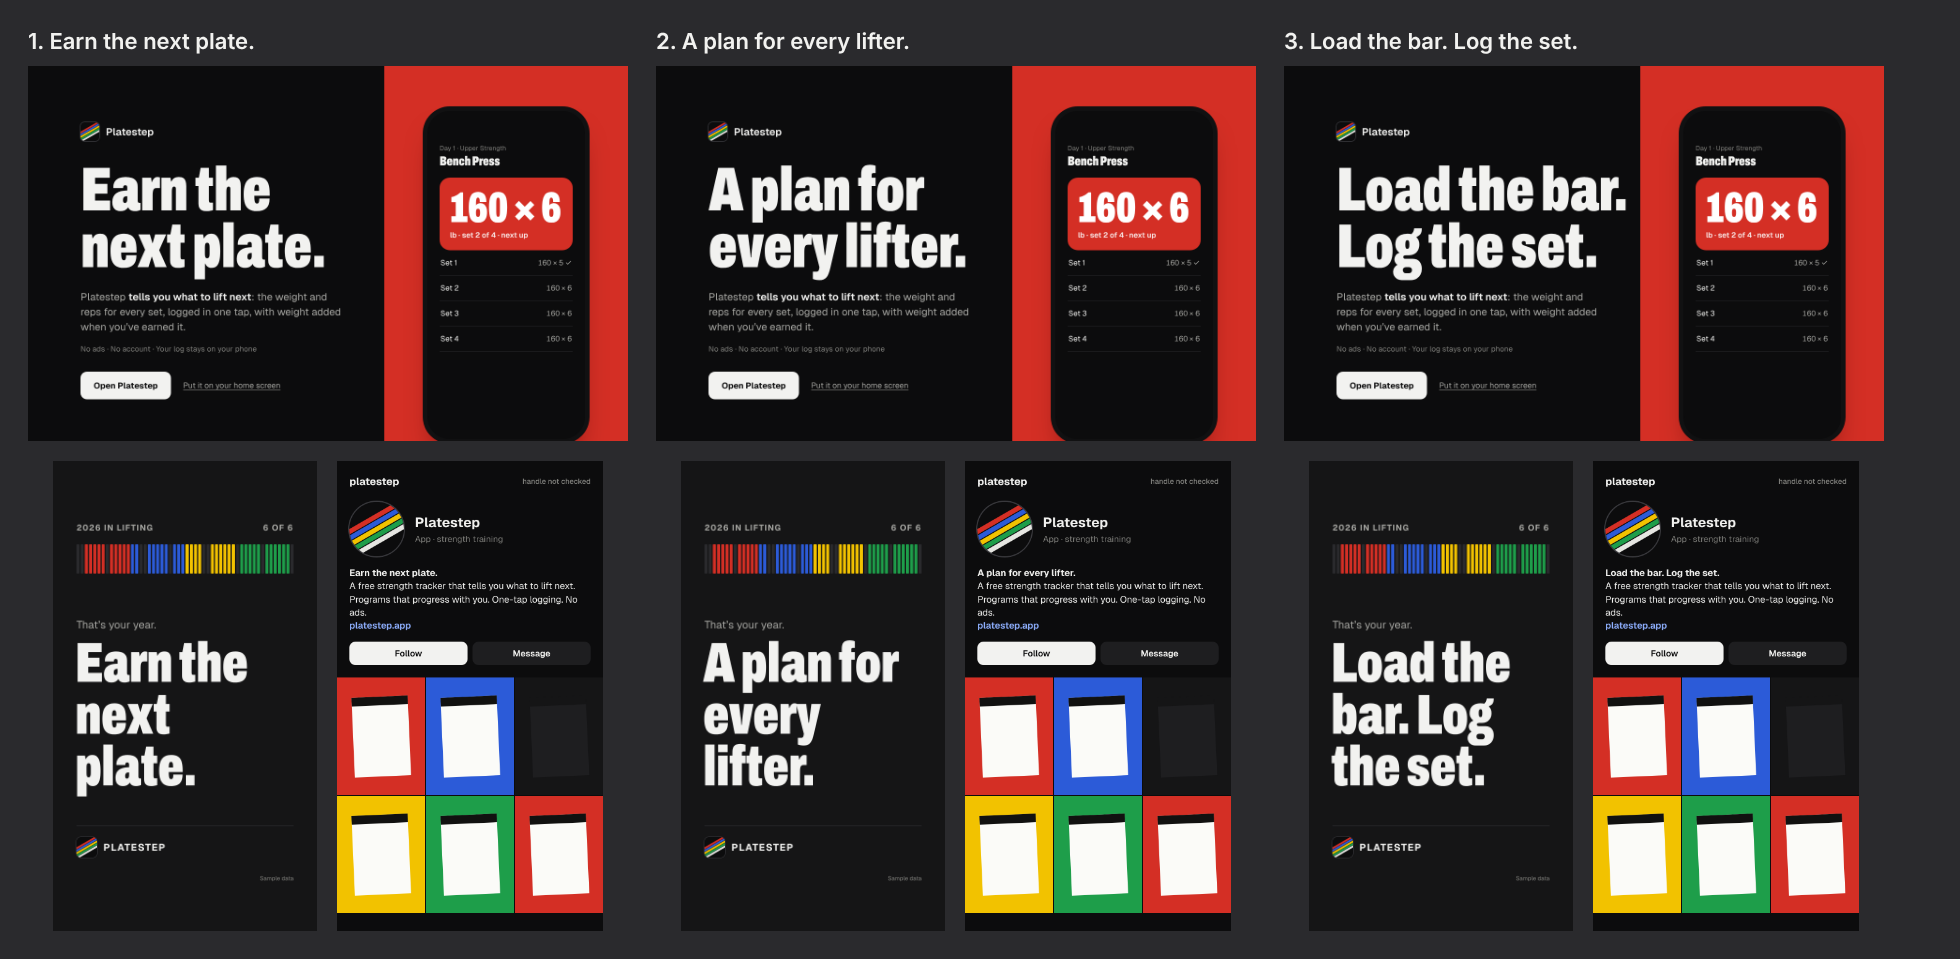 1. Earn the next plate.
Platestep
Earn the
next plate.
Platestep tells you what to lift next: the weight and
reps for every set, logged in one tap, with weight added
when you've earned it.
No ads · No account · Your log stays on your phone
Open Platestep
Put it on your home screen
Day 1 · Upper Strength
Bench Press
160 × 6
lb · set 2 of 4 · next up
Set 1 160 × 5 ✓
Set 2 160 × 6
Set 3 160 × 6
Set 4 160 × 6
2026 IN LIFTING 6 OF 6
That's your year.
Earn the
next
plate.
PLATESTEP
Sample data
platestep handle not checked
Platestep
App · strength training
Earn the next plate.
A free strength tracker that tells you what to lift next.
Programs that progress with you. One-tap logging. No
ads.
platestep.app
Follow Message
2. A plan for every lifter.
Platestep
A plan for
every lifter.
Platestep tells you what to lift next: the weight and
reps for every set, logged in one tap, with weight added
when you've earned it.
No ads · No account · Your log stays on your phone
Open Platestep
Put it on your home screen
Day 1 · Upper Strength
Bench Press
160 × 6
lb · set 2 of 4 · next up
Set 1 160 × 5 ✓
Set 2 160 × 6
Set 3 160 × 6
Set 4 160 × 6
2026 IN LIFTING 6 OF 6
That's your year.
A plan for
every
lifter.
PLATESTEP
Sample data
platestep handle not checked
Platestep
App · strength training
A plan for every lifter.
A free strength tracker that tells you what to lift next.
Programs that progress with you. One-tap logging. No
ads.
platestep.app
Follow Message
3. Load the bar. Log the set.
Platestep
Load the bar.
Log the set.
Platestep tells you what to lift next: the weight and
reps for every set, logged in one tap, with weight added
when you've earned it.
No ads · No account · Your log stays on your phone
Open Platestep
Put it on your home screen
Day 1 · Upper Strength
Bench Press
160 × 6
lb · set 2 of 4 · next up
Set 1 160 × 5 ✓
Set 2 160 × 6
Set 3 160 × 6
Set 4 160 × 6
2026 IN LIFTING 6 OF 6
That's your year.
Load the
bar. Log
the set.
PLATESTEP
Sample data
platestep handle not checked
Platestep
App · strength training
Load the bar. Log the set.
A free strength tracker that tells you what to lift next.
Programs that progress with you. One-tap logging. No
ads.
platestep.app
Follow Message